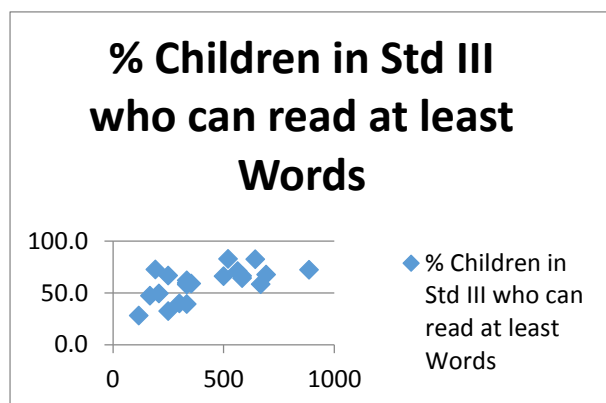 % Children in Std III
who can read at least
Words
100.0
50.0
0.0
0 500 1000
% Children in
Std III who can
read at least
Words